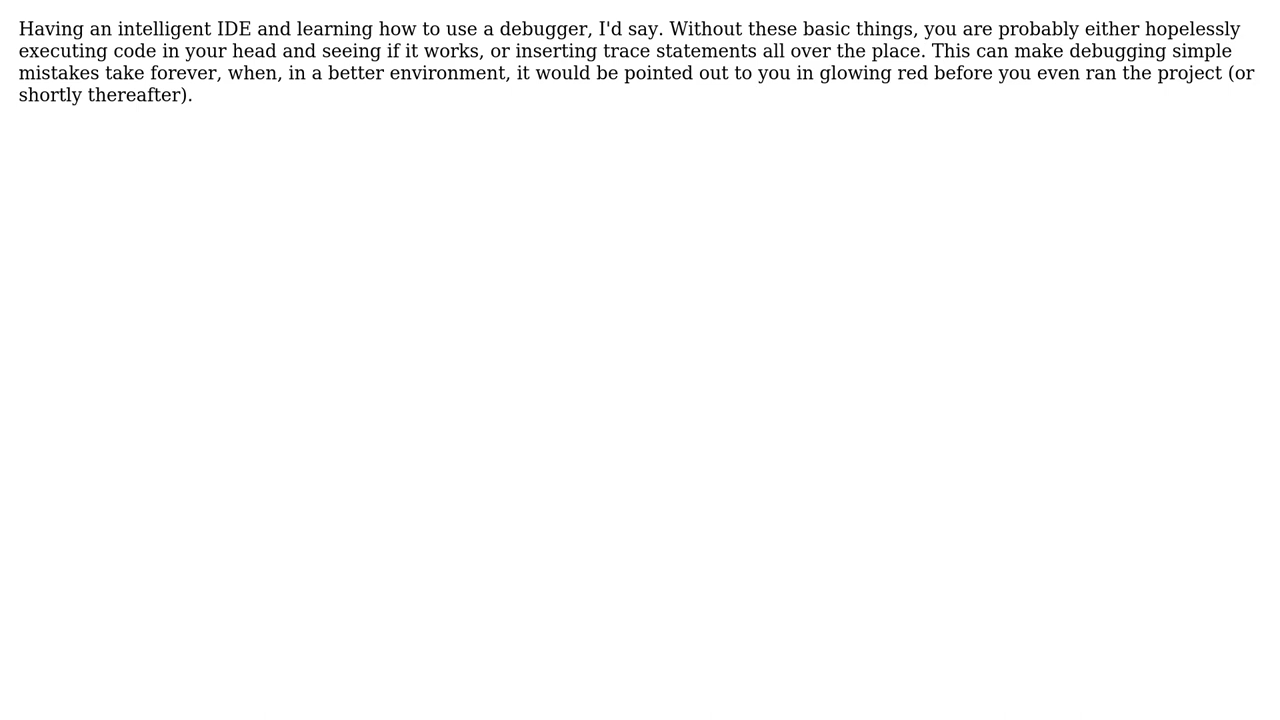 Having an intelligent IDE and learning how to use a debugger, I'd say. Without these basic things, you are probably either hopelessly
executing code in your head and seeing if it works, or inserting trace statements all over the place. This can make debugging simple
mistakes take forever, when, in a better environment, it would be pointed out to you in glowing red before you even ran the project (or
shortly thereafter).